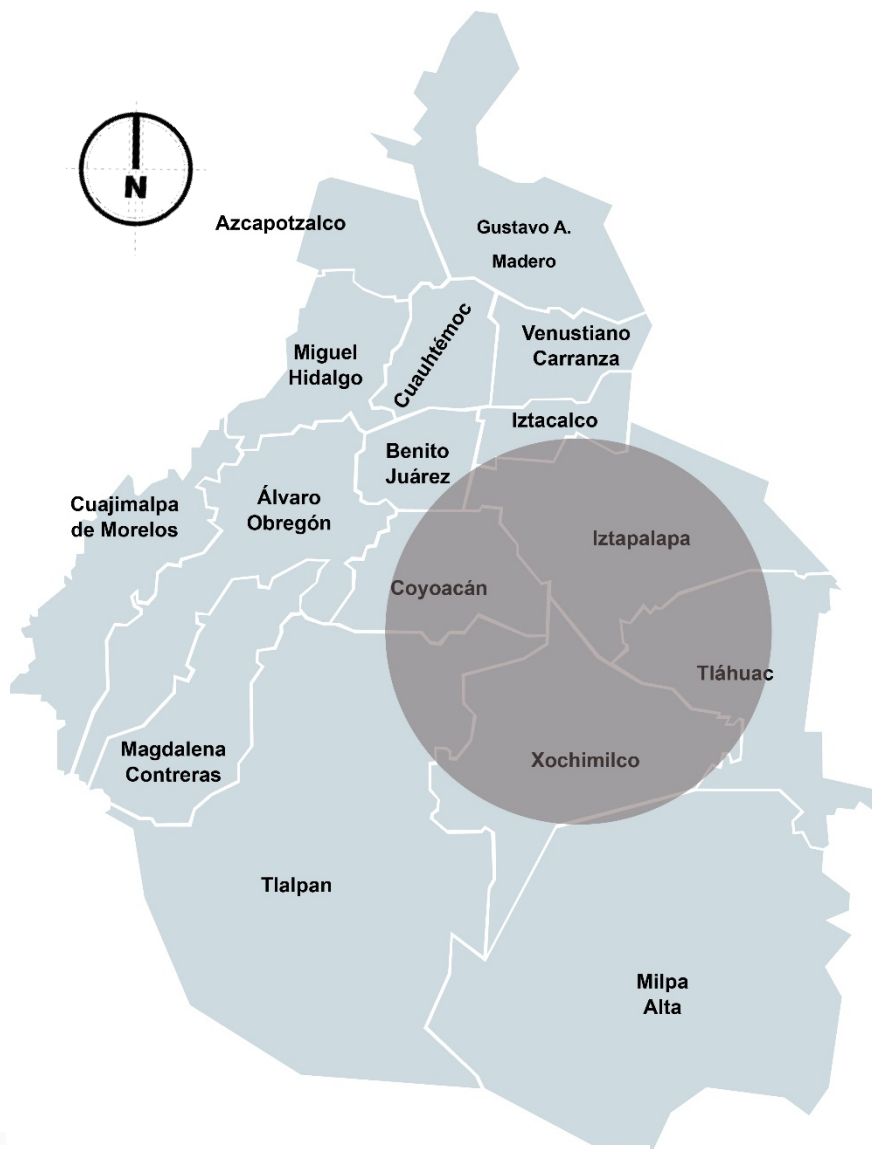 N
Azcapotzalco
Gustavo A.
Madero
Cuauhtémoc
Venustiano
Carranza
Miguel
Hidalgo
Iztacalco
Benito
Juárez
Cuajimalpa
de Morelos
Álvaro
Obregón
Iztapalapa
Coyoacán
Tláhuac
Magdalena
Contreras
Xochimilco
Tlalpan
Milpa
Alta